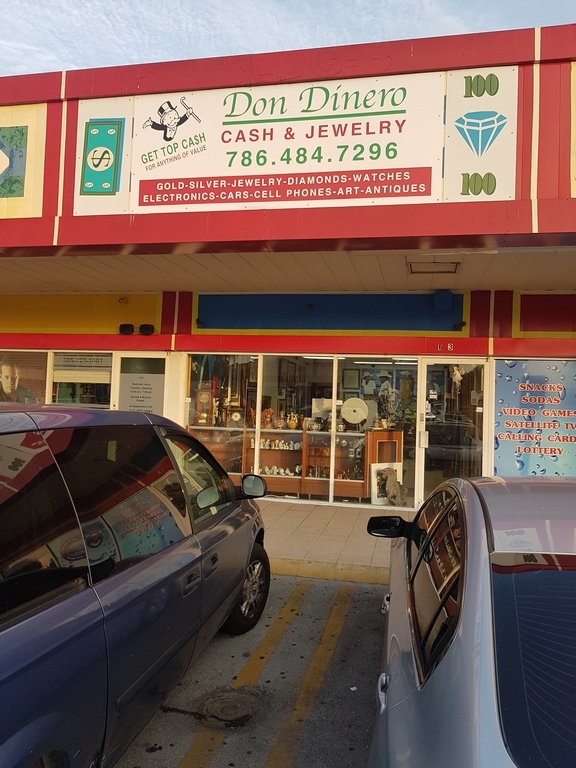 Don Dinero
CASH & JEWELRY
786.484.7296
GET TOP CASH
FOR ANYTHING OF VALUE
GOLD-SILVER-JEWELRY-DIAMONDS-WATCHES
ELECTRONICS-CARS-CELL PHONES-ART-ANTIQUES
100
100
$
SNACKS
SODAS
VIDEO GAMES
SATELLITE TV
CALLING CARD
LOTTERY